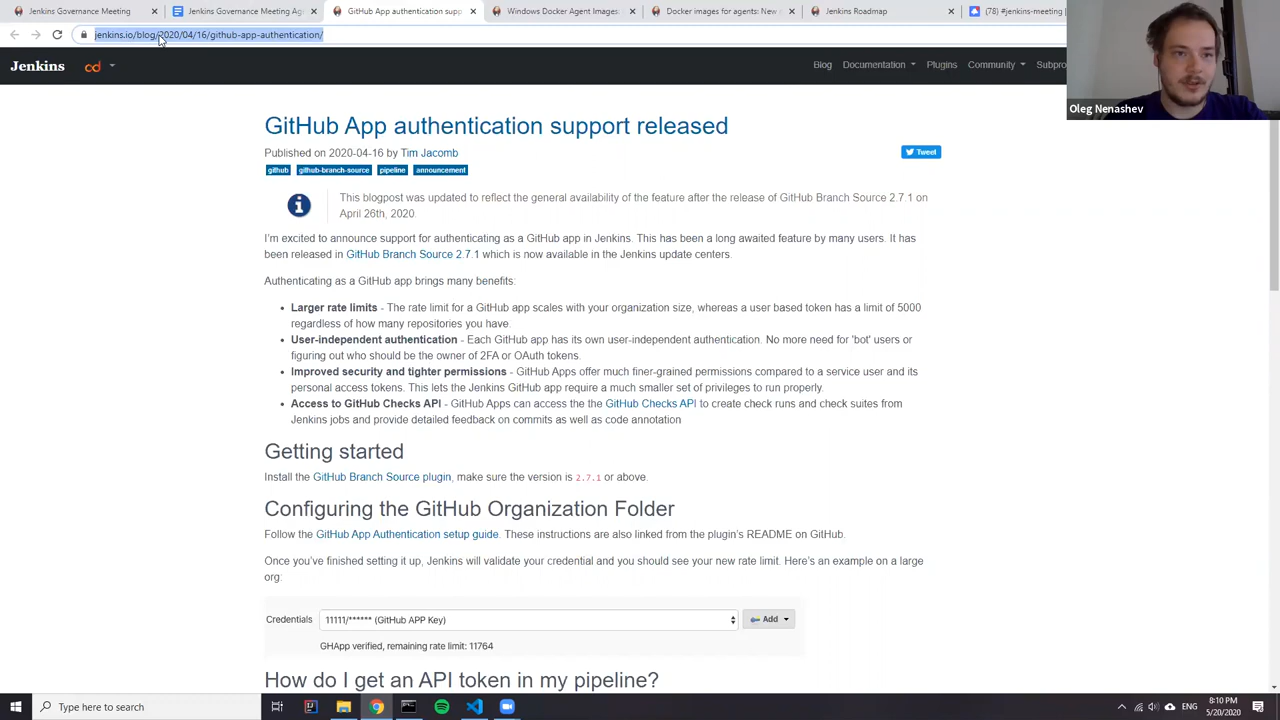 Jenkins Governance Meeting
Jenkins Governance Meeting Age
GitHub App authentication supp
Windows Docker Agent Images:
Docker images for agents: New n
Jenkins Roadmap
(78) #jenkins-meeting
jenkins.io/blog/2020/04/16/github-app-authentication/
Jenkins
cd
Blog
Documentation
Plugins
Community
Subpro
Oleg Nenashev
GitHub App authentication support released
Published on 2020-04-16 by Tim Jacomb
Tweet
github github-branch-source pipeline announcement
This blogpost was updated to reflect the general availability of the feature after the release of GitHub Branch Source 2.7.1 on
April 26th, 2020.
I'm excited to announce support for authenticating as a GitHub app in Jenkins. This has been a long awaited feature by many users. It has
been released in GitHub Branch Source 2.7.1 which is now available in the Jenkins update centers.
Authenticating as a GitHub app brings many benefits:
• Larger rate limits - The rate limit for a GitHub app scales with your organization size, whereas a user based token has a limit of 5000
regardless of how many repositories you have.
• User-independent authentication - Each GitHub app has its own user-independent authentication. No more need for 'bot' users or
figuring out who should be the owner of 2FA or OAuth tokens.
• Improved security and tighter permissions - GitHub Apps offer much finer-grained permissions compared to a service user and its
personal access tokens. This lets the Jenkins GitHub app require a much smaller set of privileges to run properly.
• Access to GitHub Checks API - GitHub Apps can access the the GitHub Checks API to create check runs and check suites from
Jenkins jobs and provide detailed feedback on commits as well as code annotation
Getting started
Install the GitHub Branch Source plugin, make sure the version is 2.7.1 or above.
Configuring the GitHub Organization Folder
Follow the GitHub App Authentication setup guide. These instructions are also linked from the plugin's README on GitHub.
Once you've finished setting it up, Jenkins will validate your credential and you should see your new rate limit. Here's an example on a large
org:
Credentials
11111/****** (GitHub APP Key)
Add
GHApp verified, remaining rate limit: 11764
How do I get an API token in my pipeline?
Type here to search
8:10 PM
5/20/2020